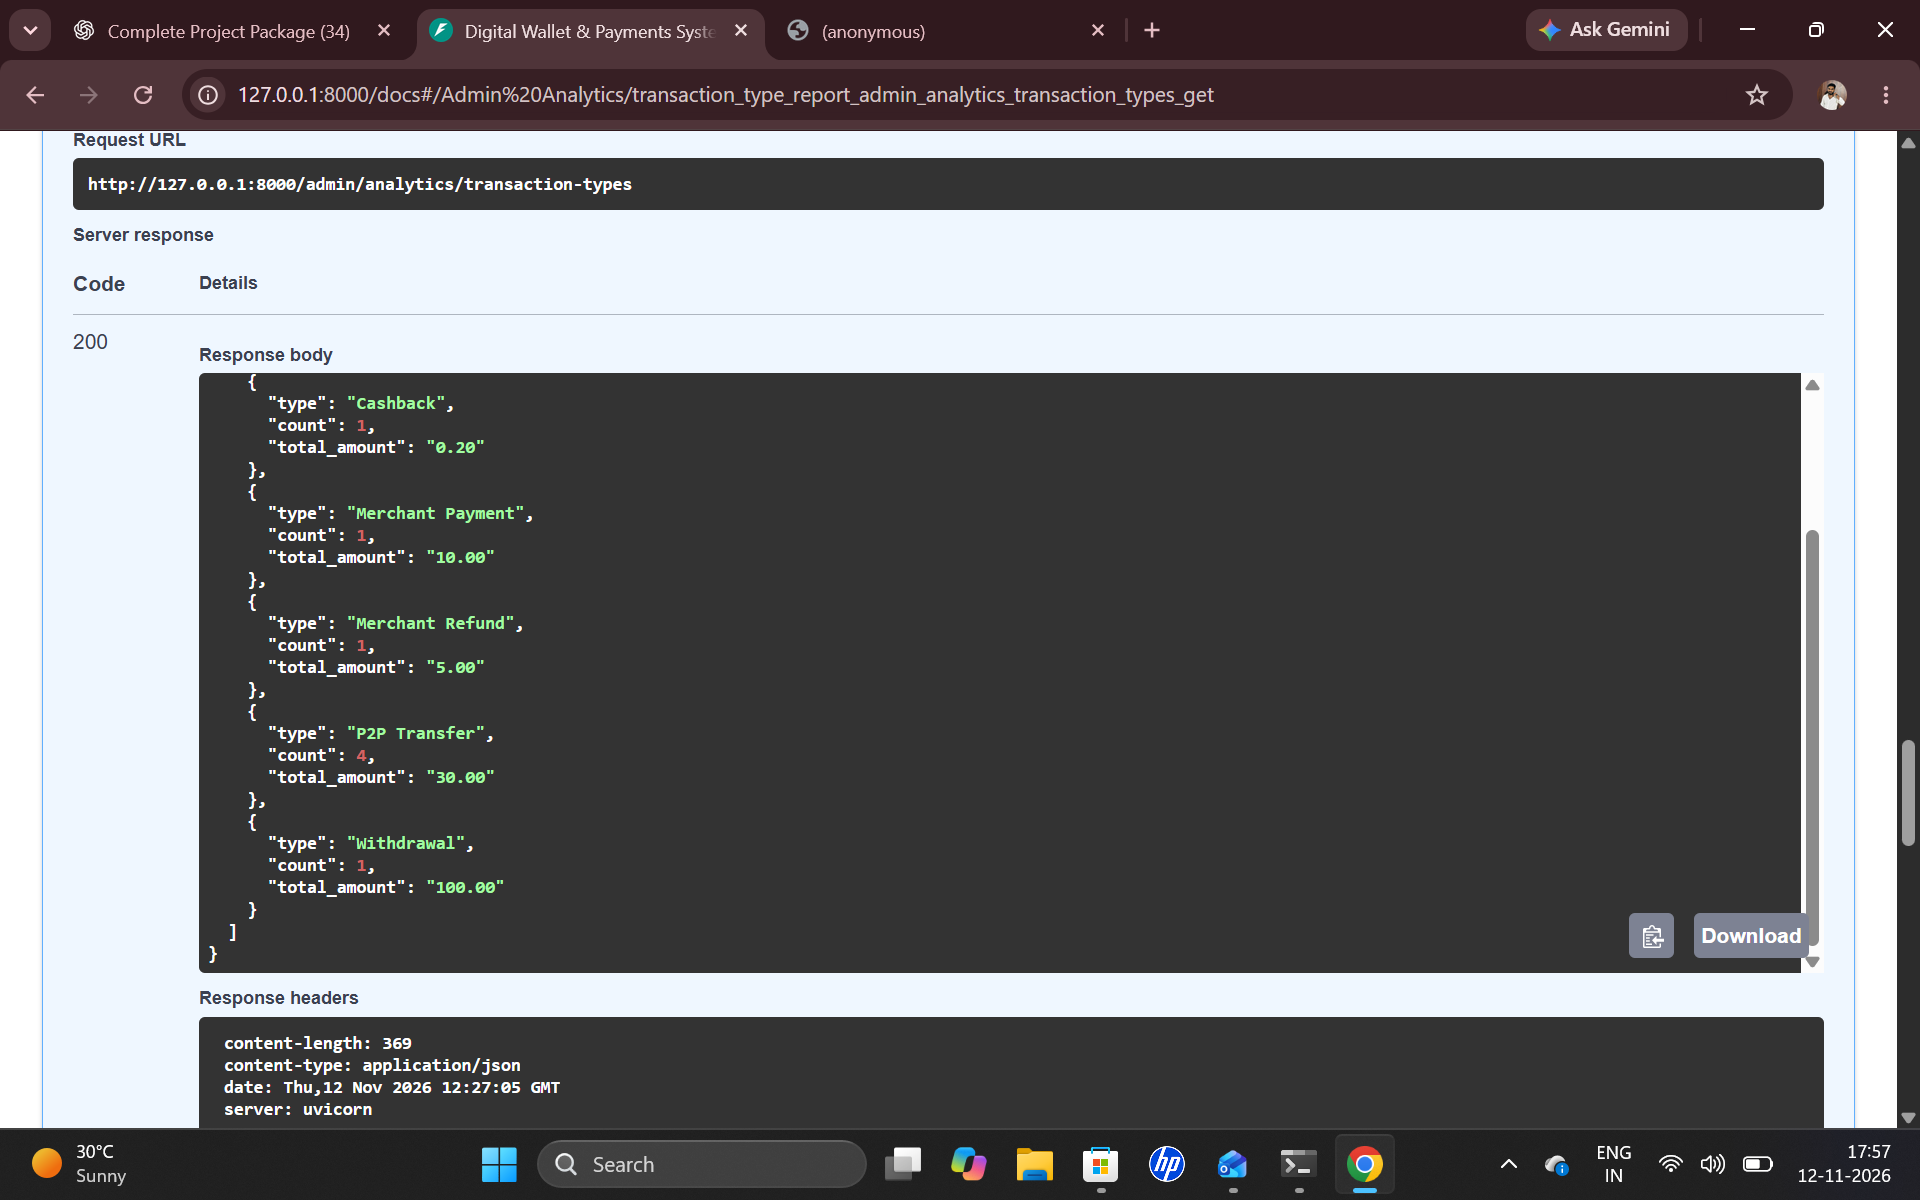 Complete Project Package (34)
Digital Wallet & Payments Syste
(anonymous)
Ask Gemini
127.0.0.1:8000/docs#/Admin%20Analytics/transaction_type_report_admin_analytics_transaction_types_get
Request URL
http://127.0.0.1:8000/admin/analytics/transaction-types
Server response
Code Details
200
Response body
{
"type": "Cashback",
"count": 1,
"total_amount": "0.20"
},
{
"type": "Merchant Payment",
"count": 1,
"total_amount": "10.00"
},
{
"type": "Merchant Refund",
"count": 1,
"total_amount": "5.00"
},
{
"type": "P2P Transfer",
"count": 4,
"total_amount": "30.00"
},
{
"type": "Withdrawal",
"count": 1,
"total_amount": "100.00"
}
]
}
Download
Response headers
content-length: 369
content-type: application/json
date: Thu,12 Nov 2026 12:27:05 GMT
server: uvicorn
30°C
Sunny
Search
hp
ENG
IN
17:57
12-11-2026